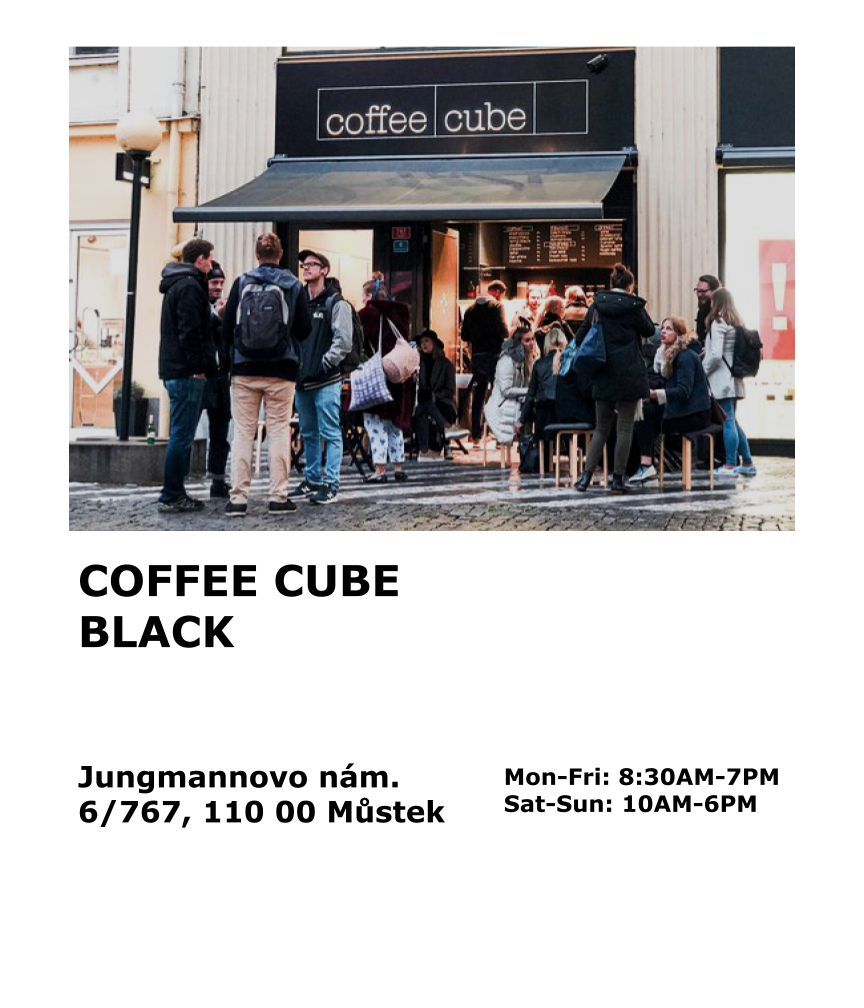 coffee cube
COFFEE CUBE
BLACK
Jungmannovo nám.
6/767, 110 00 Můstek
Mon-Fri: 8:30AM-7PM
Sat-Sun: 10AM-6PM